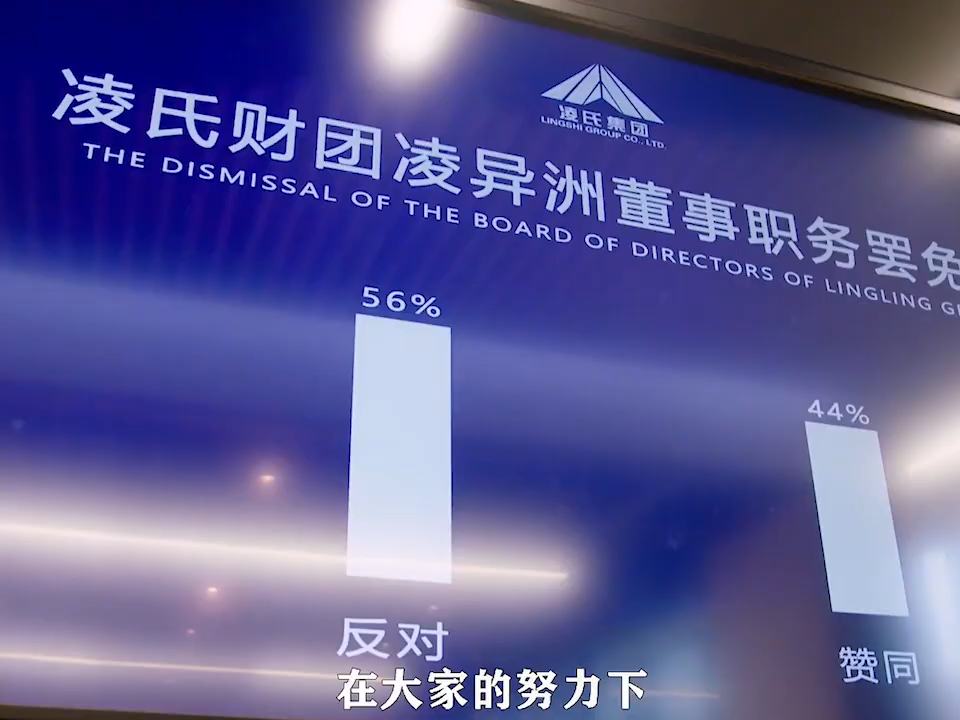 凌氏集团
LINGSHI GROUP CO., LTD.
凌氏财团凌异洲董事职务罢免
THE DISMISSAL OF THE BOARD OF DIRECTORS OF LINGLING
56%
44%
反对
赞同
在大家的努力下